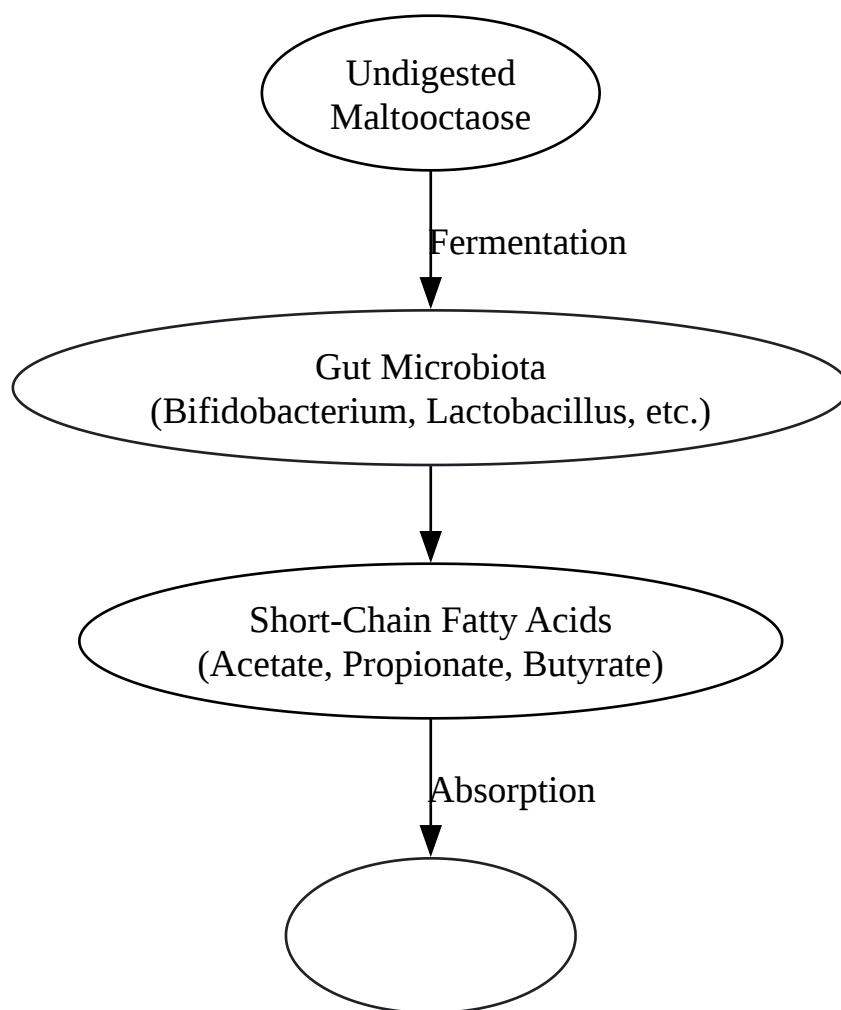 Undigested
Maltooctaose
Fermentation
Gut Microbiota
(Bifidobacterium, Lactobacillus, etc.)
Short-Chain Fatty Acids
(Acetate, Propionate, Butyrate)
Absorption